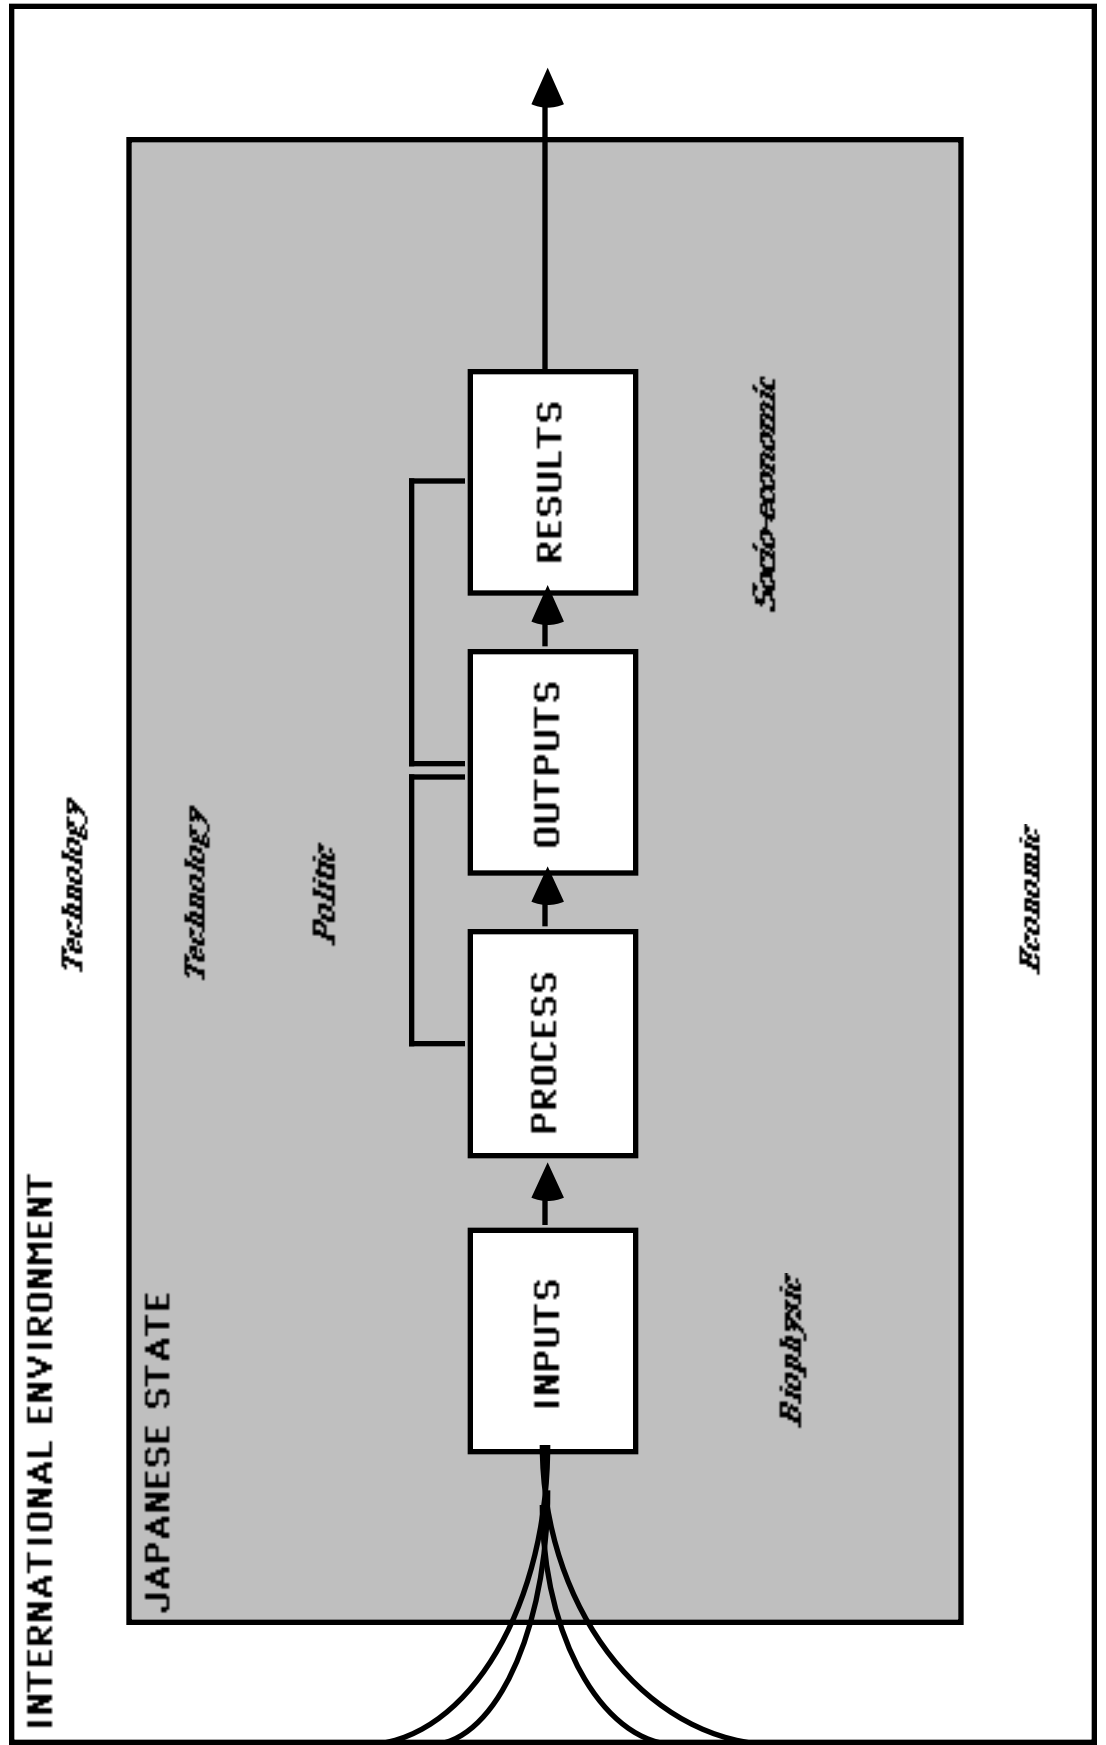 INTERNATIONAL ENVIRONMENT
Technology
JAPANESE STATE
Technology
Politic
INPUTS
PROCESS
OUTPUTS
RESULTS
Biophysic
Socio-economic
Economic